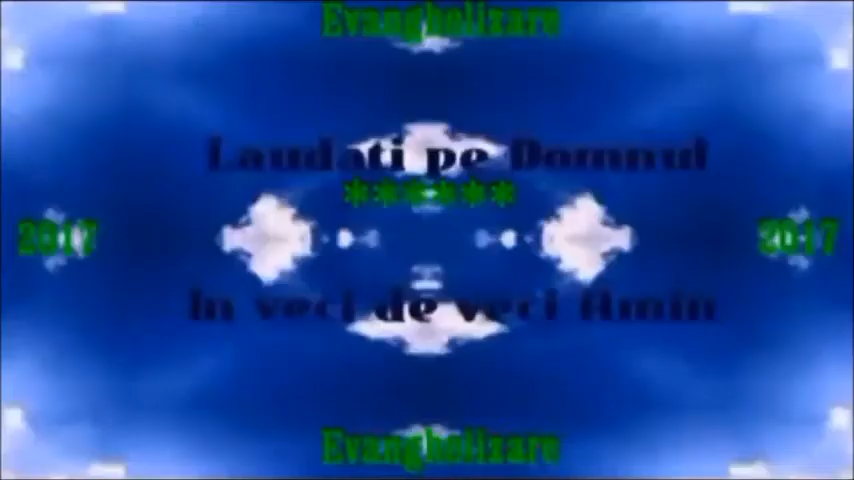 Evanghelizare
Laudati pe Domnul
******
2017 2017
In veci de veci Amin
Evanghelizare